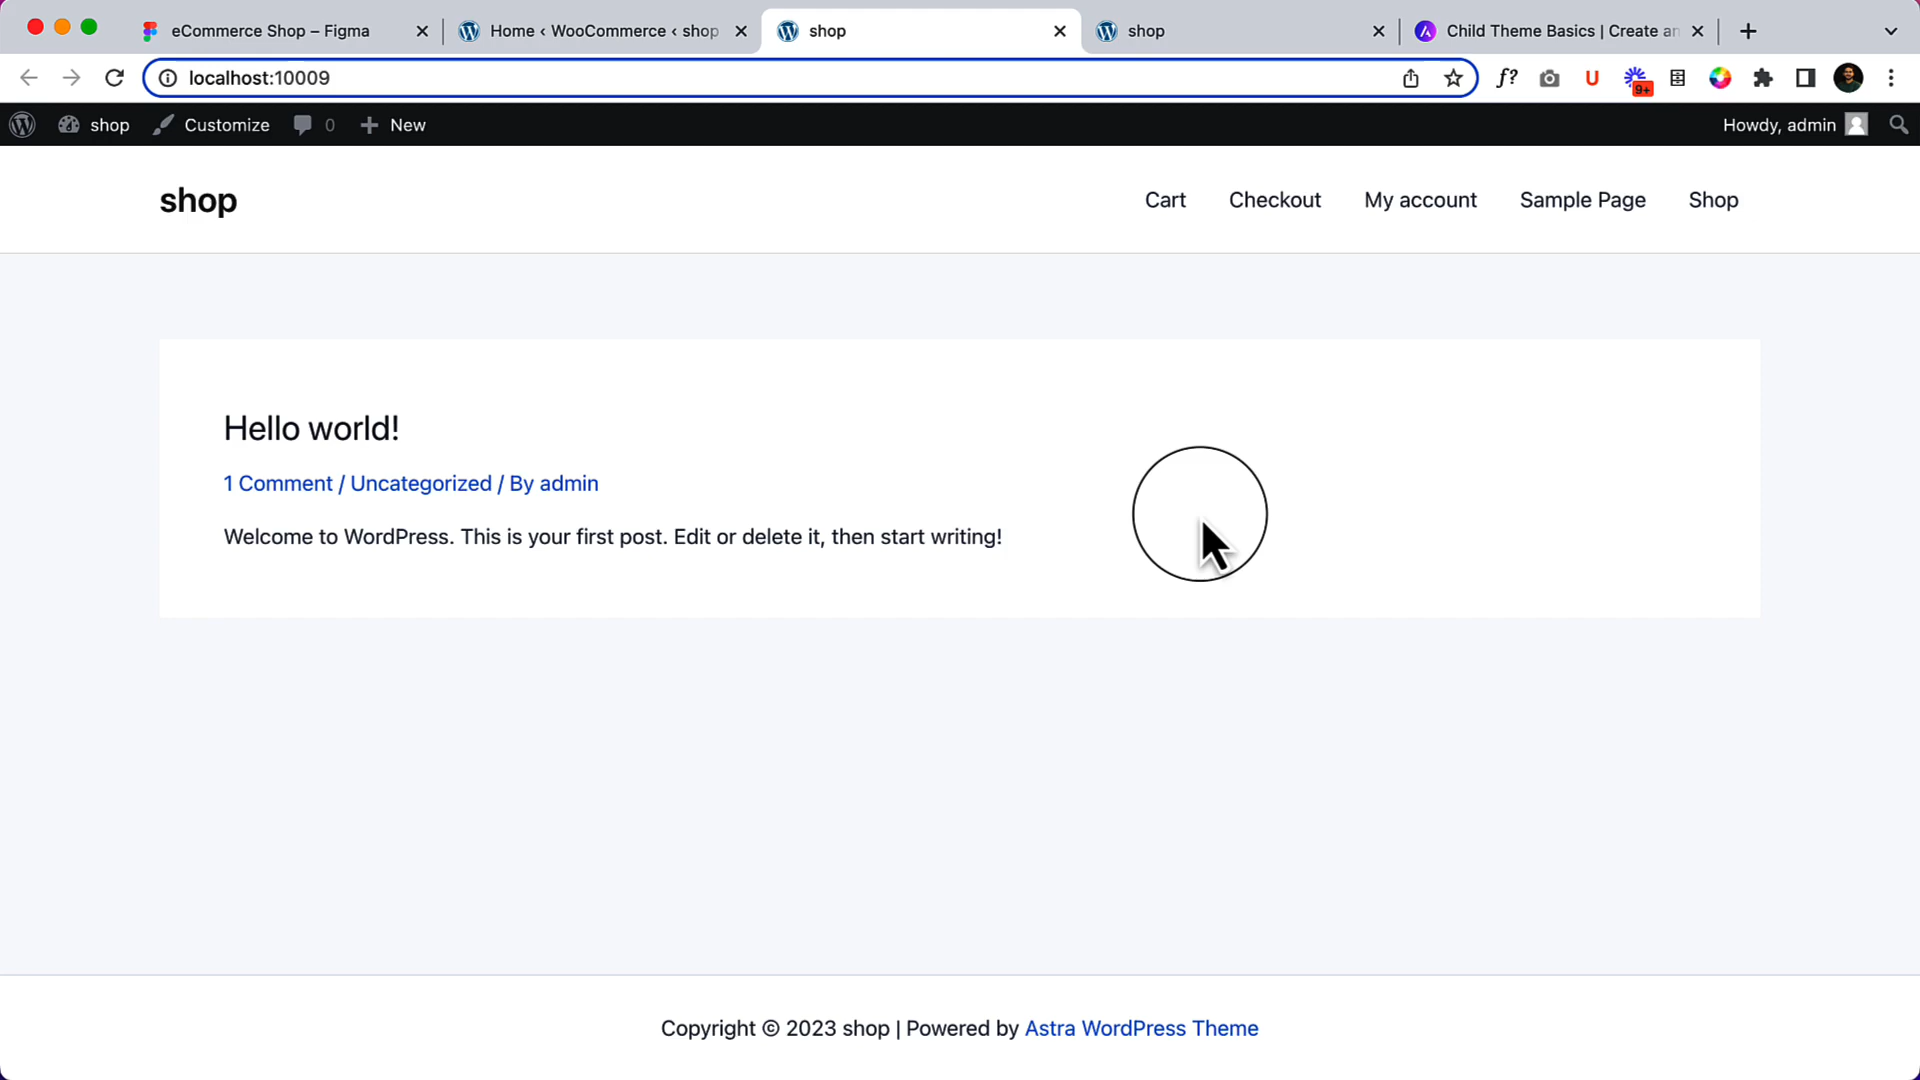 eCommerce Shop – Figma
Home ‹ WooCommerce ‹ shop
shop
shop
Child Theme Basics | Create an
localhost:10009
f?
U
9+
shop
Customize
0
New
Howdy, admin
shop
Cart
Checkout
My account
Sample Page
Shop
Hello world!
1 Comment / Uncategorized / By admin
Welcome to WordPress. This is your first post. Edit or delete it, then start writing!
Copyright © 2023 shop | Powered by Astra WordPress Theme